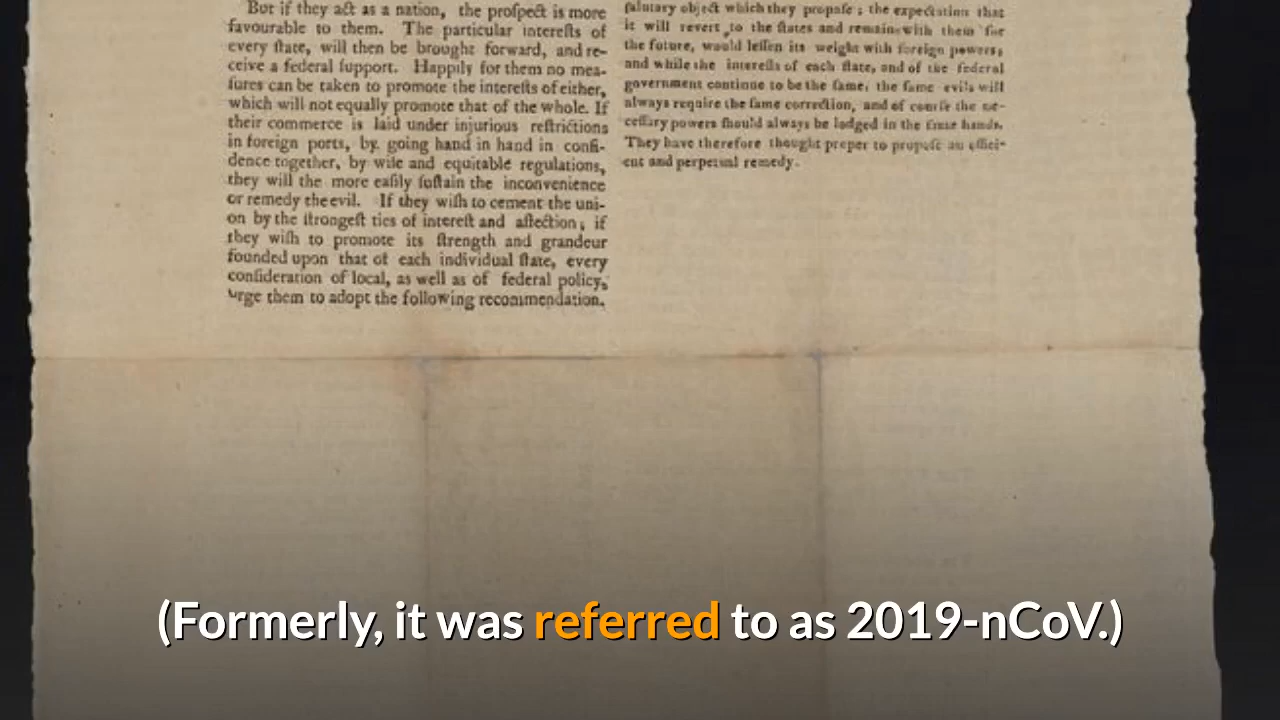 But if they act as a nation, the proſpect is more
favourable to them. The particular intereſts of
every ſtate, will then be brought forward, and re-
ceive a federal ſupport. Happily for them no mea-
ſures can be taken to promote the intereſts of either,
which will not equally promote that of the whole. If
their commerce is laid under injurious reſtrictions
in foreign ports, by going hand in hand in confi-
dence together, by wiſe and equitable regulations,
they will the more eaſily ſuſtain the inconvenience
or remedy the evil. If they wiſh to cement the uni-
on by the ſtrongeſt ties of intereſt and affection; if
they wiſh to promote its ſtrength and grandeur
founded upon that of each individual ſtate, every
conſideration of local, as well as of federal policy,
urge them to adopt the following recommendation.
ſalutary object which they propoſe; the expectation that
it will revert to the ſtates and remain with them for
the future, would leſſen its weight with foreign powers,
and while the intereſts of each ſtate, and of the federal
government continue to be the ſame, the ſame evils will
always require the ſame correction, and of courſe the ne-
ceſſary powers ſhould always be lodged in the ſame hands.
They have therefore thought proper to propoſe an effici-
ent and perpetual remedy.
(Formerly, it was referred to as 2019-nCoV.)